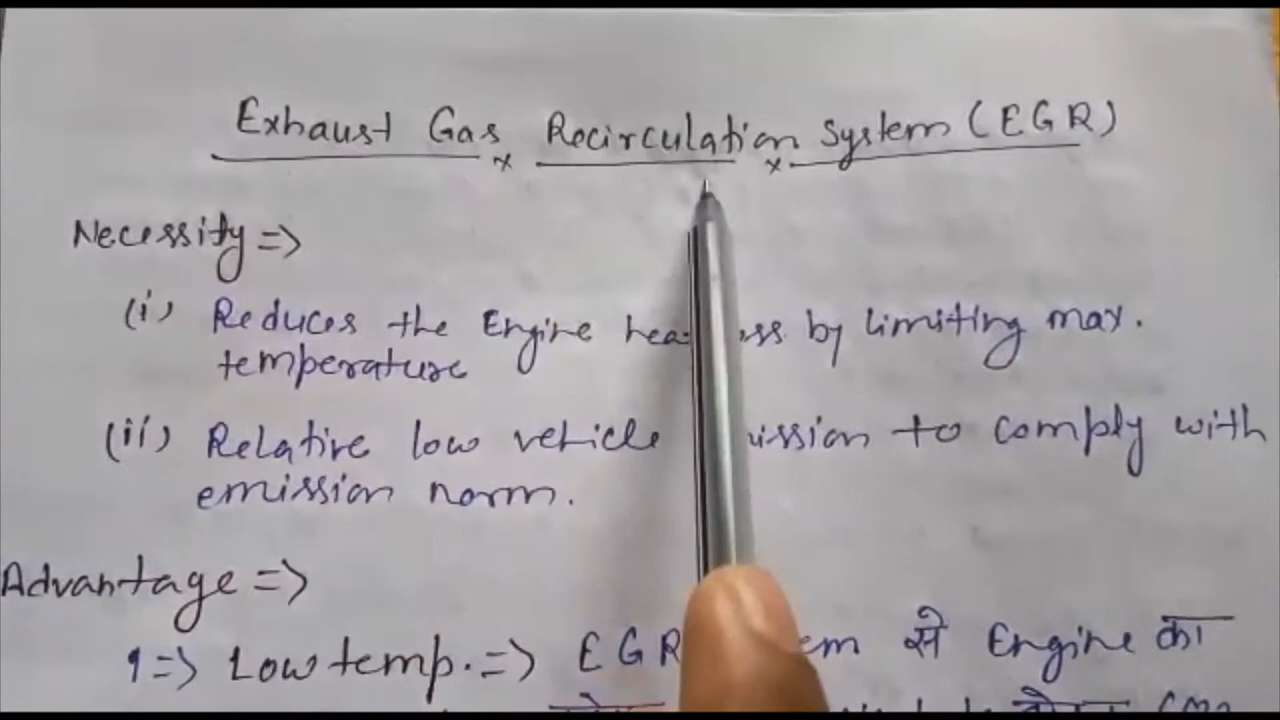 Exhaust Gas Recirculation System (EGR)
Necessity =>
(i) Reduces the Engine by limiting max.
temperature
(ii) Relative low vehicle to comply with
emission norm.
Advantage =>
1=> Low temp. => EGR से Engine का